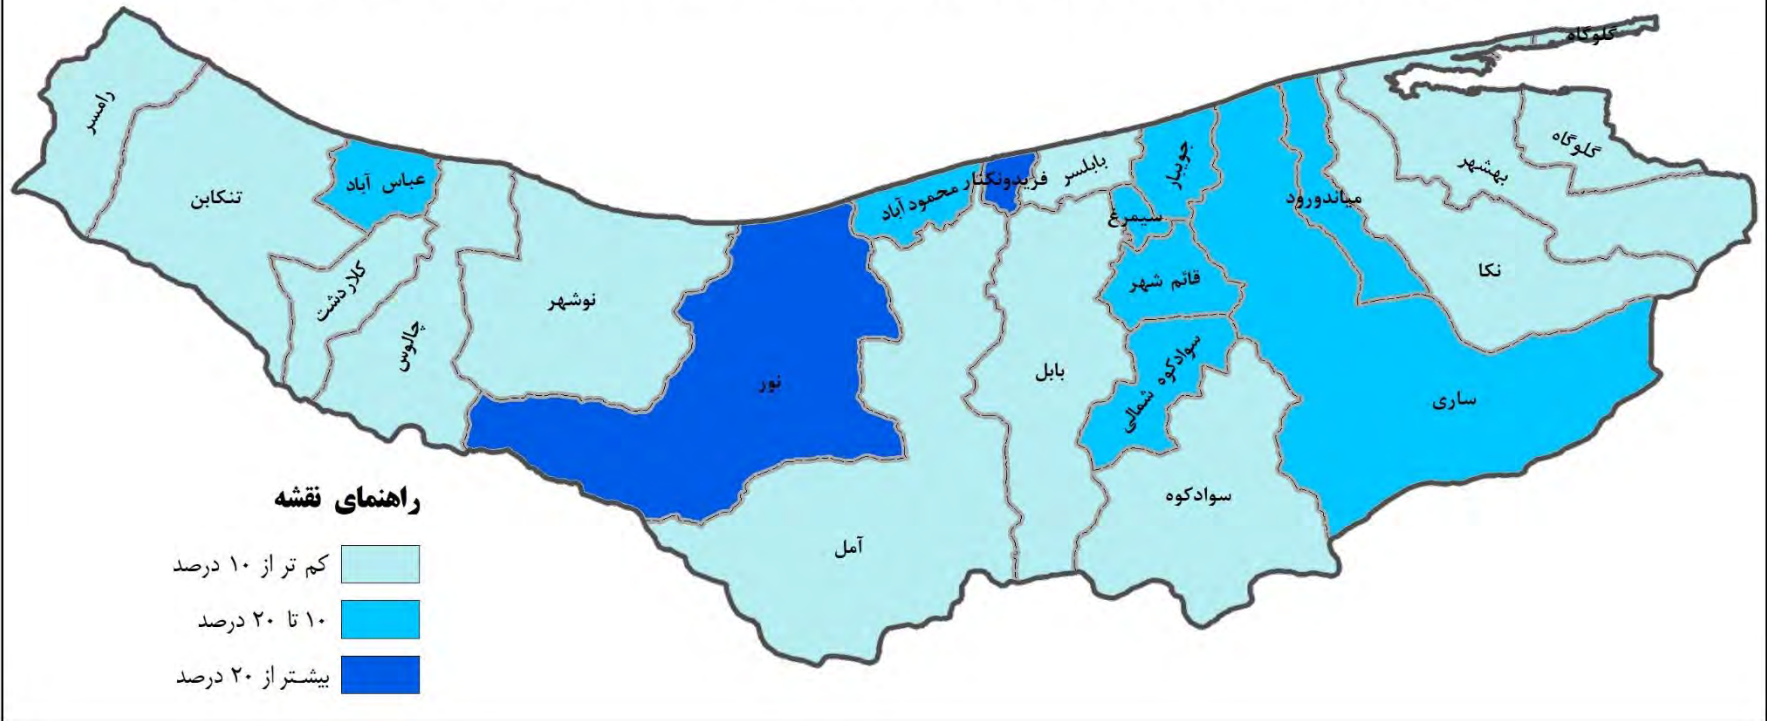 گلوگاه
رامسر
تنکابن
عباس آباد
کلاردشت
چالوس
نوشهر
نور
محمود آباد
فریدونکنار
بابلسر
جویبار
سیمرغ
قائم شهر
سوادکوه شمالی
بابل
آمل
سوادکوه
ساری
میاندورود
نکا
بهشهر
گلوگاه
راهنمای نقشه
کم تر از ۱۰ درصد
۱۰ تا ۲۰ درصد
بیشتر از ۲۰ درصد